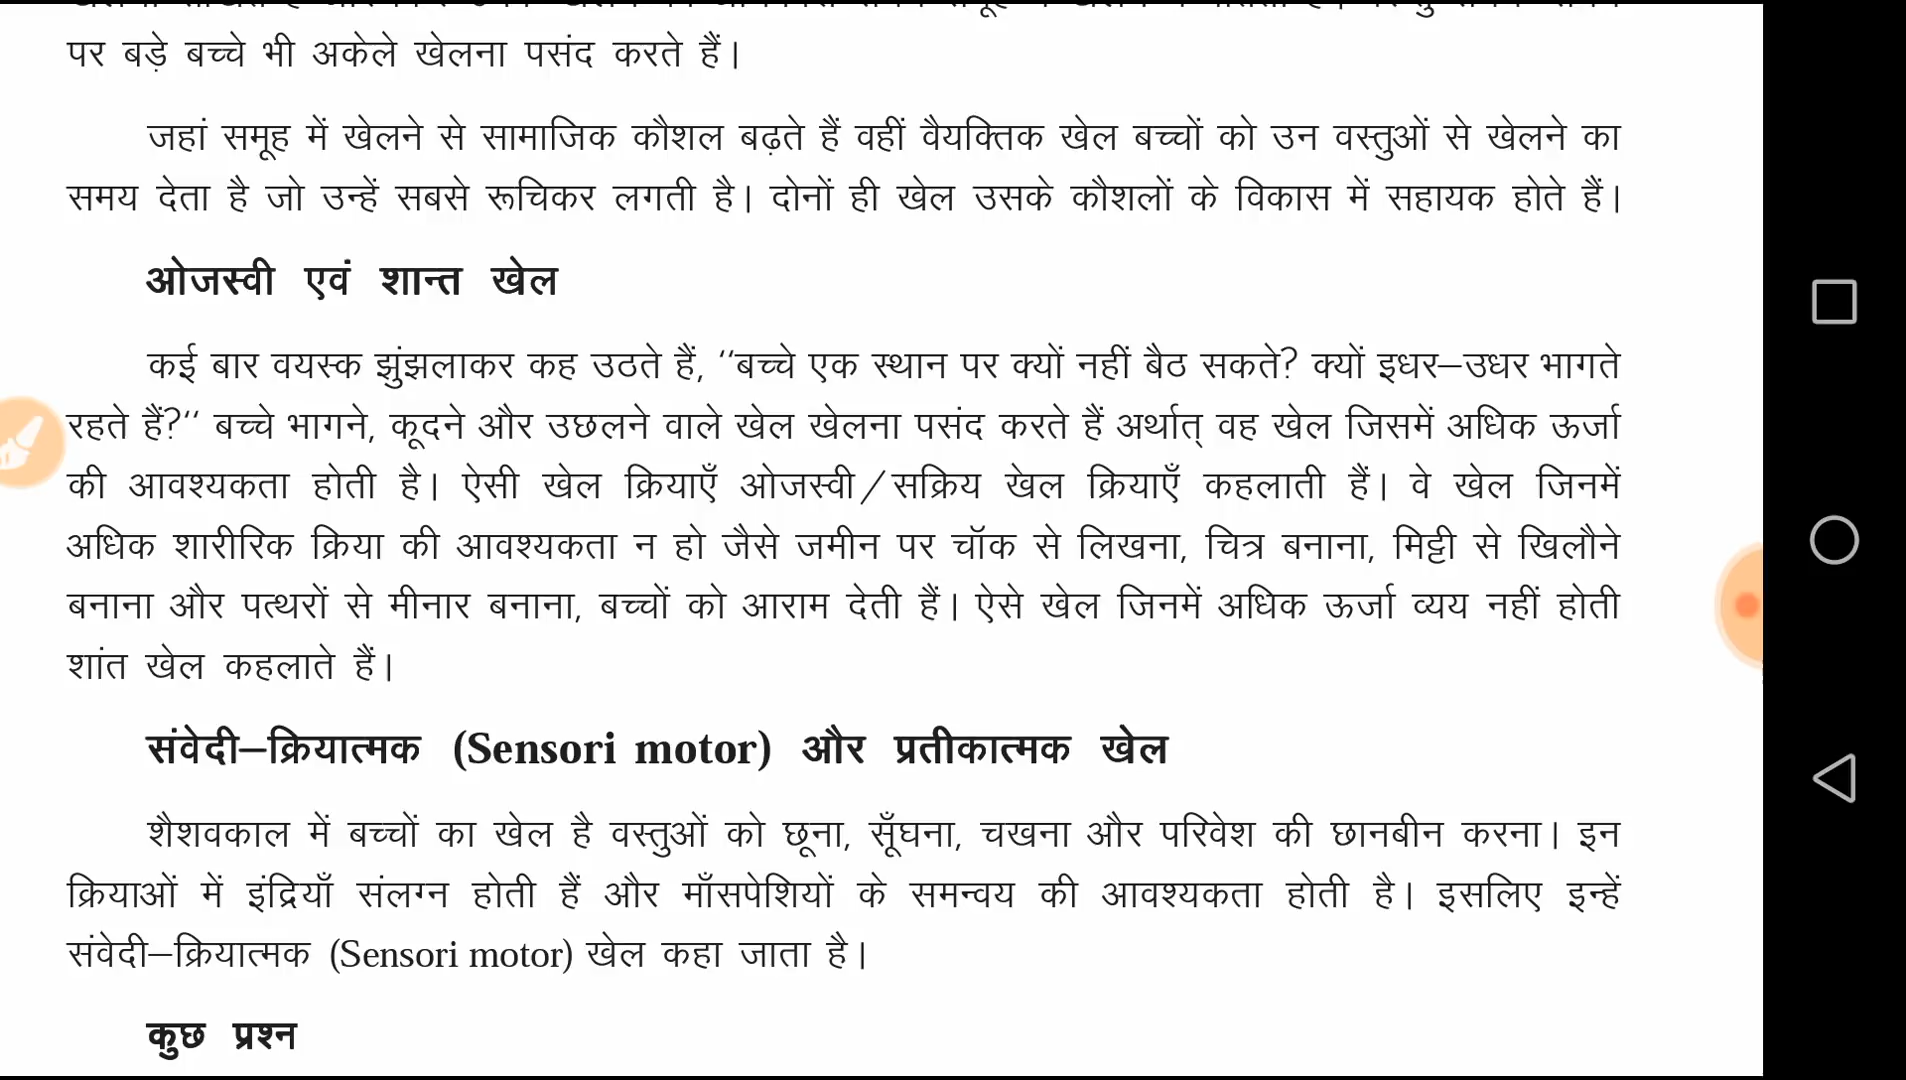 पर बड़े बच्चे भी अकेले खेलना पसंद करते हैं।
जहां समूह में खेलने से सामाजिक कौशल बढ़ते हैं वहीं वैयक्तिक खेल बच्चों को उन वस्तुओं से खेलने का
समय देता है जो उन्हें सबसे रूचिकर लगती है। दोनों ही खेल उसके कौशलों के विकास में सहायक होते हैं।
ओजस्वी एवं शान्त खेल
कई बार वयस्क झुंझलाकर कह उठते हैं, ‘‘बच्चे एक स्थान पर क्यों नहीं बैठ सकते? क्यों इधर–उधर भागते
रहते हैं?‘‘ बच्चे भागने, कूदने और उछलने वाले खेल खेलना पसंद करते हैं अर्थात् वह खेल जिसमें अधिक ऊर्जा
की आवश्यकता होती है। ऐसी खेल क्रियाएँ ओजस्वी/सक्रिय खेल क्रियाएँ कहलाती हैं। वे खेल जिनमें
अधिक शारीरिक क्रिया की आवश्यकता न हो जैसे जमीन पर चॉक से लिखना, चित्र बनाना, मिट्टी से खिलौने
बनाना और पत्थरों से मीनार बनाना, बच्चों को आराम देती हैं। ऐसे खेल जिनमें अधिक ऊर्जा व्यय नहीं होती
शांत खेल कहलाते हैं।
संवेदी–क्रियात्मक (Sensori motor) और प्रतीकात्मक खेल
शैशवकाल में बच्चों का खेल है वस्तुओं को छूना, सूँघना, चखना और परिवेश की छानबीन करना। इन
क्रियाओं में इंद्रियाँ संलग्न होती हैं और माँसपेशियों के समन्वय की आवश्यकता होती है। इसलिए इन्हें
संवेदी–क्रियात्मक (Sensori motor) खेल कहा जाता है।
कुछ प्रश्न